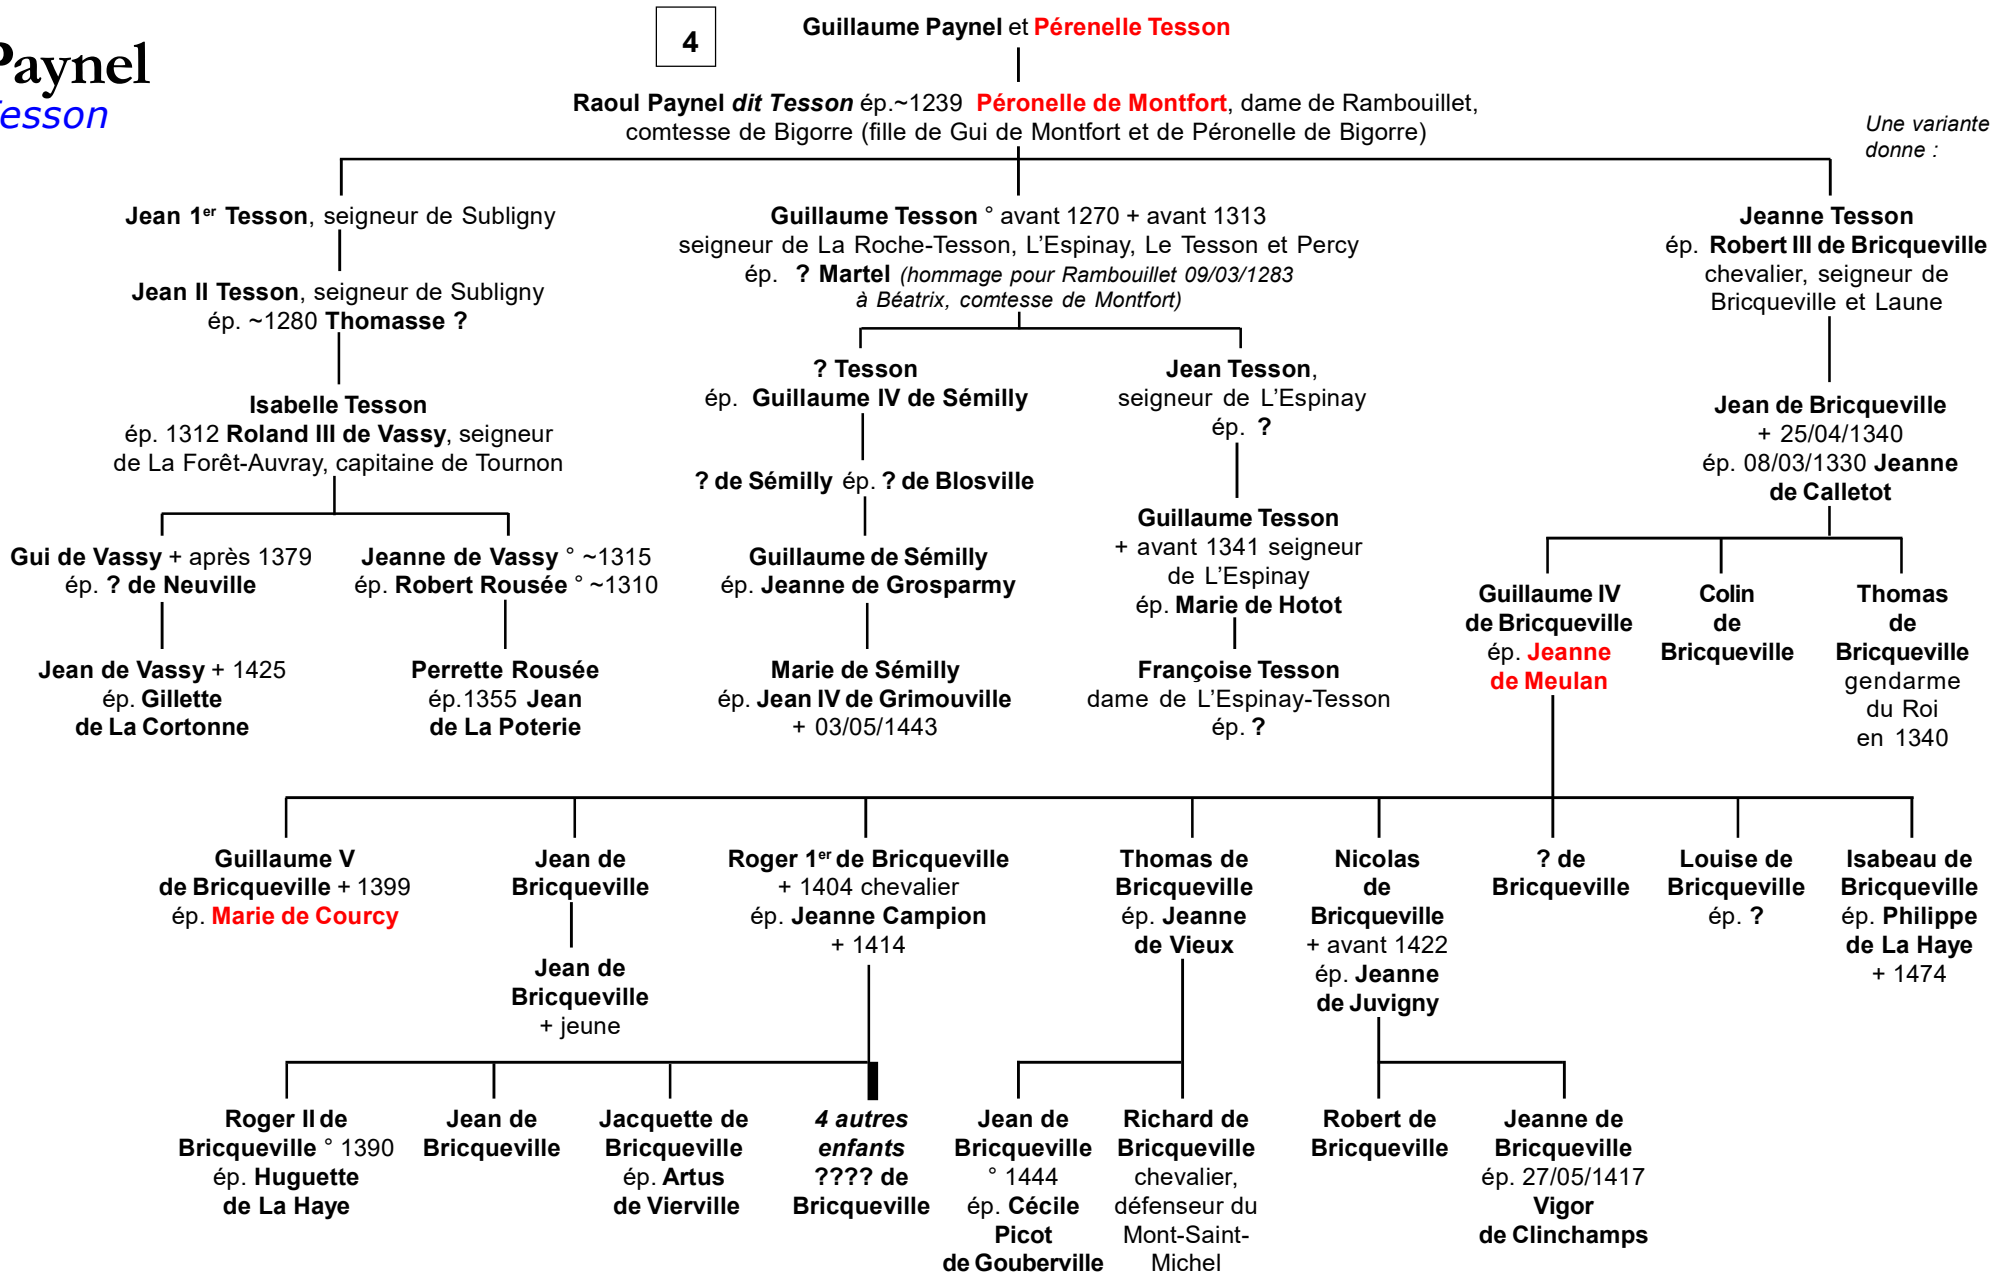 4
Guillaume Paynel et Pérenelle Tesson
Paynel
Tesson
Raoul Paynel dit Tesson ép.~1239 Péronelle de Montfort, dame de Rambouillet,
comtesse de Bigorre (fille de Gui de Montfort et de Péronelle de Bigorre)
Une variante
donne :
Jean 1er Tesson, seigneur de Subligny
Jean II Tesson, seigneur de Subligny
ép. ~1280 Thomasse ?
Isabelle Tesson
ép. 1312 Roland III de Vassy, seigneur
de La Forêt-Auvray, capitaine de Tournon
Guillaume Tesson ° avant 1270 + avant 1313
seigneur de La Roche-Tesson, L'Espinay, Le Tesson et Percy
ép. ? Martel (hommage pour Rambouillet 09/03/1283
à Béatrix, comtesse de Montfort)
Jeanne Tesson
ép. Robert III de Bricqueville
chevalier, seigneur de
Bricqueville et Laune
? Tesson
ép. Guillaume IV de Sémilly
Jean Tesson,
seigneur de L'Espinay
ép. ?
Jean de Bricqueville
+ 25/04/1340
ép. 08/03/1330 Jeanne
de Calletot
? de Sémilly ép. ? de Blosville
Guillaume Tesson
+ avant 1341 seigneur
de L'Espinay
ép. Marie de Hotot
Gui de Vassy + après 1379
ép. ? de Neuville
Jeanne de Vassy ° ~1315
ép. Robert Rousée ° ~1310
Guillaume de Sémilly
ép. Jeanne de Grosparmy
Guillaume IV
de Bricqueville
ép. Jeanne
de Meulan
Colin
de
Bricqueville
Thomas
de
Bricqueville
gendarme
du Roi
en 1340
Jean de Vassy + 1425
ép. Gillette
de La Cortonne
Perrette Rousée
ép.1355 Jean
de La Poterie
Marie de Sémilly
ép. Jean IV de Grimouville
+ 03/05/1443
Françoise Tesson
dame de L'Espinay-Tesson
ép. ?
Guillaume V
de Bricqueville + 1399
ép. Marie de Courcy
Jean de
Bricqueville
Jean de
Bricqueville
+ jeune
Roger 1er de Bricqueville
+ 1404 chevalier
ép. Jeanne Campion
+ 1414
Thomas de
Bricqueville
ép. Jeanne
de Vieux
Nicolas
de
Bricqueville
+ avant 1422
ép. Jeanne
de Juvigny
? de
Bricqueville
Louise de
Bricqueville
ép. ?
Isabeau de
Bricqueville
ép. Philippe
de La Haye
+ 1474
Roger II de
Bricqueville ° 1390
ép. Huguette
de La Haye
Jean de
Bricqueville
Jacquette de
Bricqueville
ép. Artus
de Vierville
4 autres
enfants
???? de
Bricqueville
Jean de
Bricqueville
° 1444
ép. Cécile
Picot
de Gouberville
Richard de
Bricqueville
chevalier,
défenseur du
Mont-Saint-
Michel
Robert de
Bricqueville
Jeanne de
Bricqueville
ép. 27/05/1417
Vigor
de Clinchamps